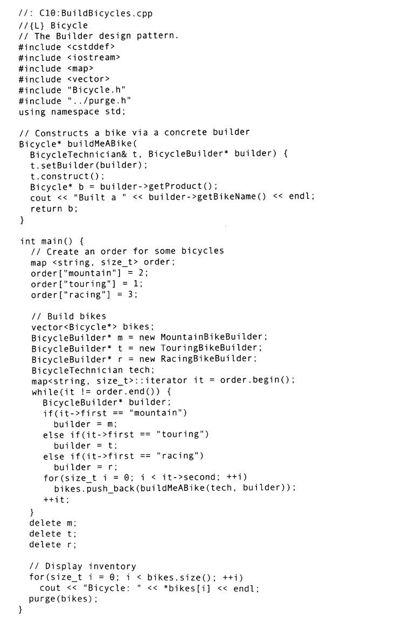 //: C10:BuildBicycles.cpp
//{L} Bicycle
// The Builder design pattern.
#include <cstddef>
#include <iostream>
#include <map>
#include <vector>
#include "Bicycle.h"
#include "../purge.h"
using namespace std;

// Constructs a bike via a concrete builder
Bicycle* buildMeABike(
  BicycleTechnician& t, BicycleBuilder* builder) {
  t.setBuilder(builder);
  t.construct();
  Bicycle* b = builder->getProduct();
  cout << "Built a " << builder->getBikeName() << endl;
  return b;
}

int main() {
  // Create an order for some bicycles
  map <string, size_t> order;
  order["mountain"] = 2;
  order["touring"] = 1;
  order["racing"] = 3;

  // Build bikes
  vector<Bicycle*> bikes;
  BicycleBuilder* m = new MountainBikeBuilder;
  BicycleBuilder* t = new TouringBikeBuilder;
  BicycleBuilder* r = new RacingBikeBuilder;
  BicycleTechnician tech;
  map<string, size_t>::iterator it = order.begin();
  while(it != order.end()) {
    BicycleBuilder* builder;
    if(it->first == "mountain")
      builder = m;
    else if(it->first == "touring")
      builder = t;
    else if(it->first == "racing")
      builder = r;
    for(size_t i = 0; i < it->second; ++i)
      bikes.push_back(buildMeABike(tech, builder));
    ++it;
  }
  delete m;
  delete t;
  delete r;

  // Display inventory
  for(size_t i = 0; i < bikes.size(); ++i)
    cout << "Bicycle: " << *bikes[i] << endl;
  purge(bikes);
}